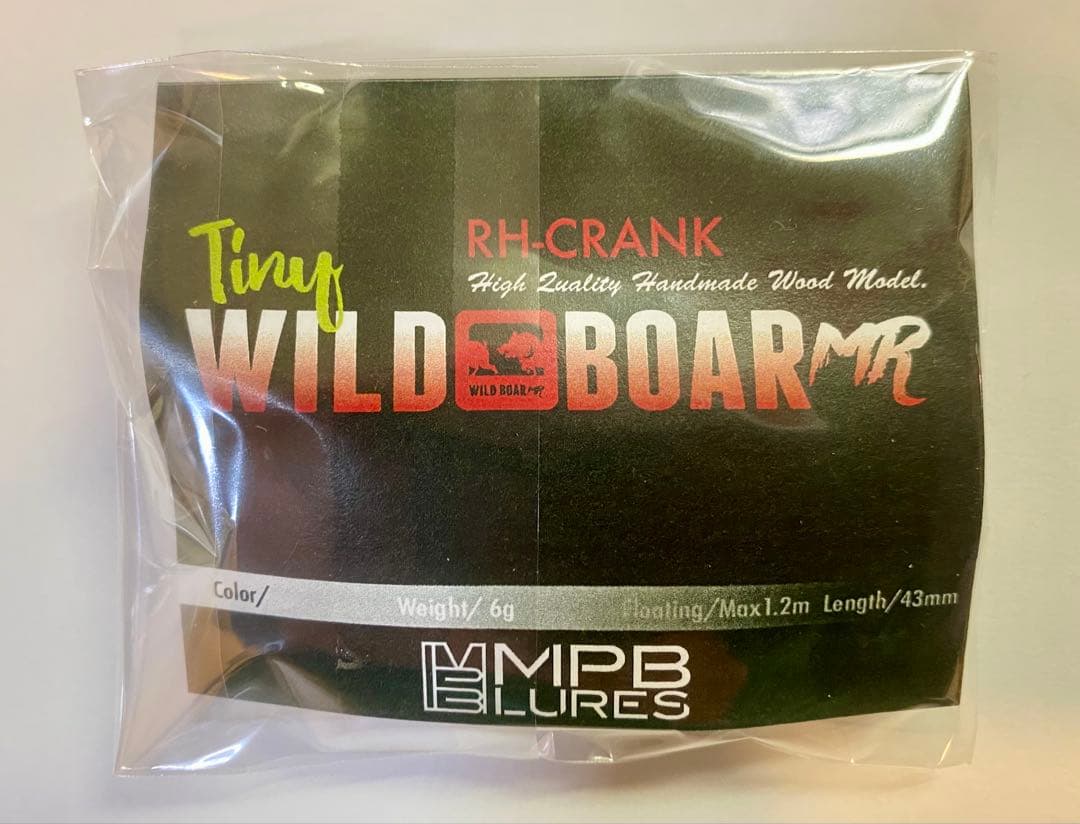 Tiny
RH-CRANK
High Quality Handmade Wood Model.
WILD BOAR MR
WILD BOAR MR
Color/ Weight/ 6g Floating/Max1.2m Length/43mm
MPB
LURES